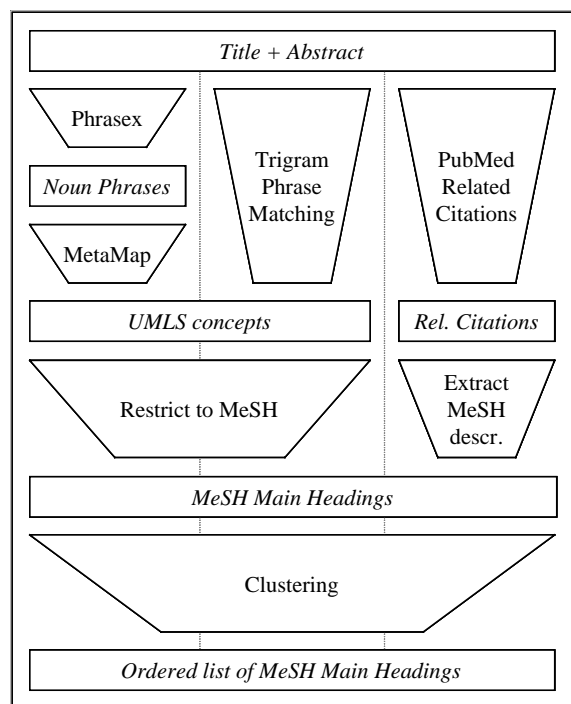 Title + Abstract
Phrasex
Noun Phrases
MetaMap
Trigram
Phrase
Matching
PubMed
Related
Citations
UMLS concepts
Rel. Citations
Restrict to MeSH
Extract
MeSH
descr.
MeSH Main Headings
Clustering
Ordered list of MeSH Main Headings